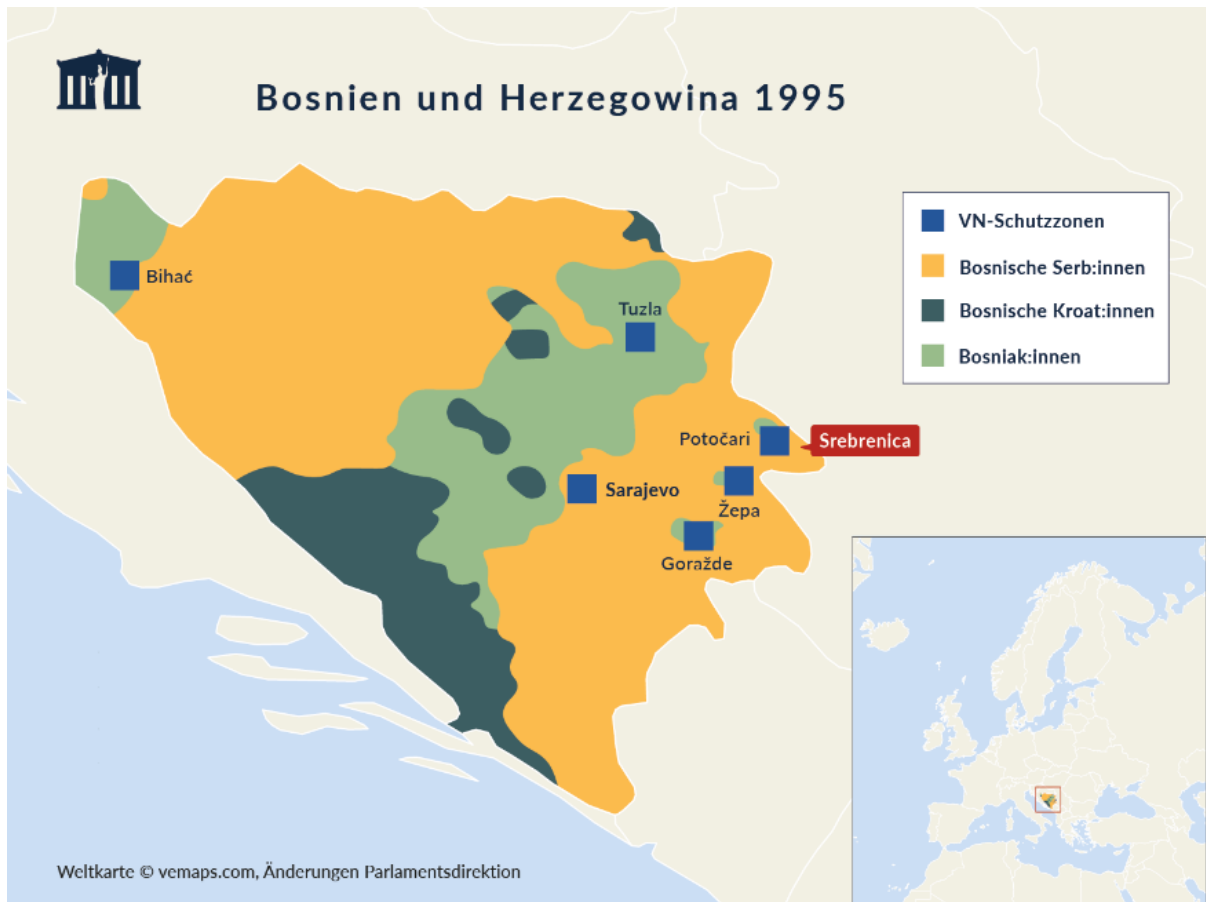 Bosnien und Herzegowina 1995
VN-Schutzzonen
Bosnische Serb:innen
Bosnische Kroat:innen
Bosniak:innen
Bihać
Tuzla
Potočari
Srebrenica
Sarajevo
Žepa
Goražde
Weltkarte © vemaps.com, Änderungen Parlamentsdirektion